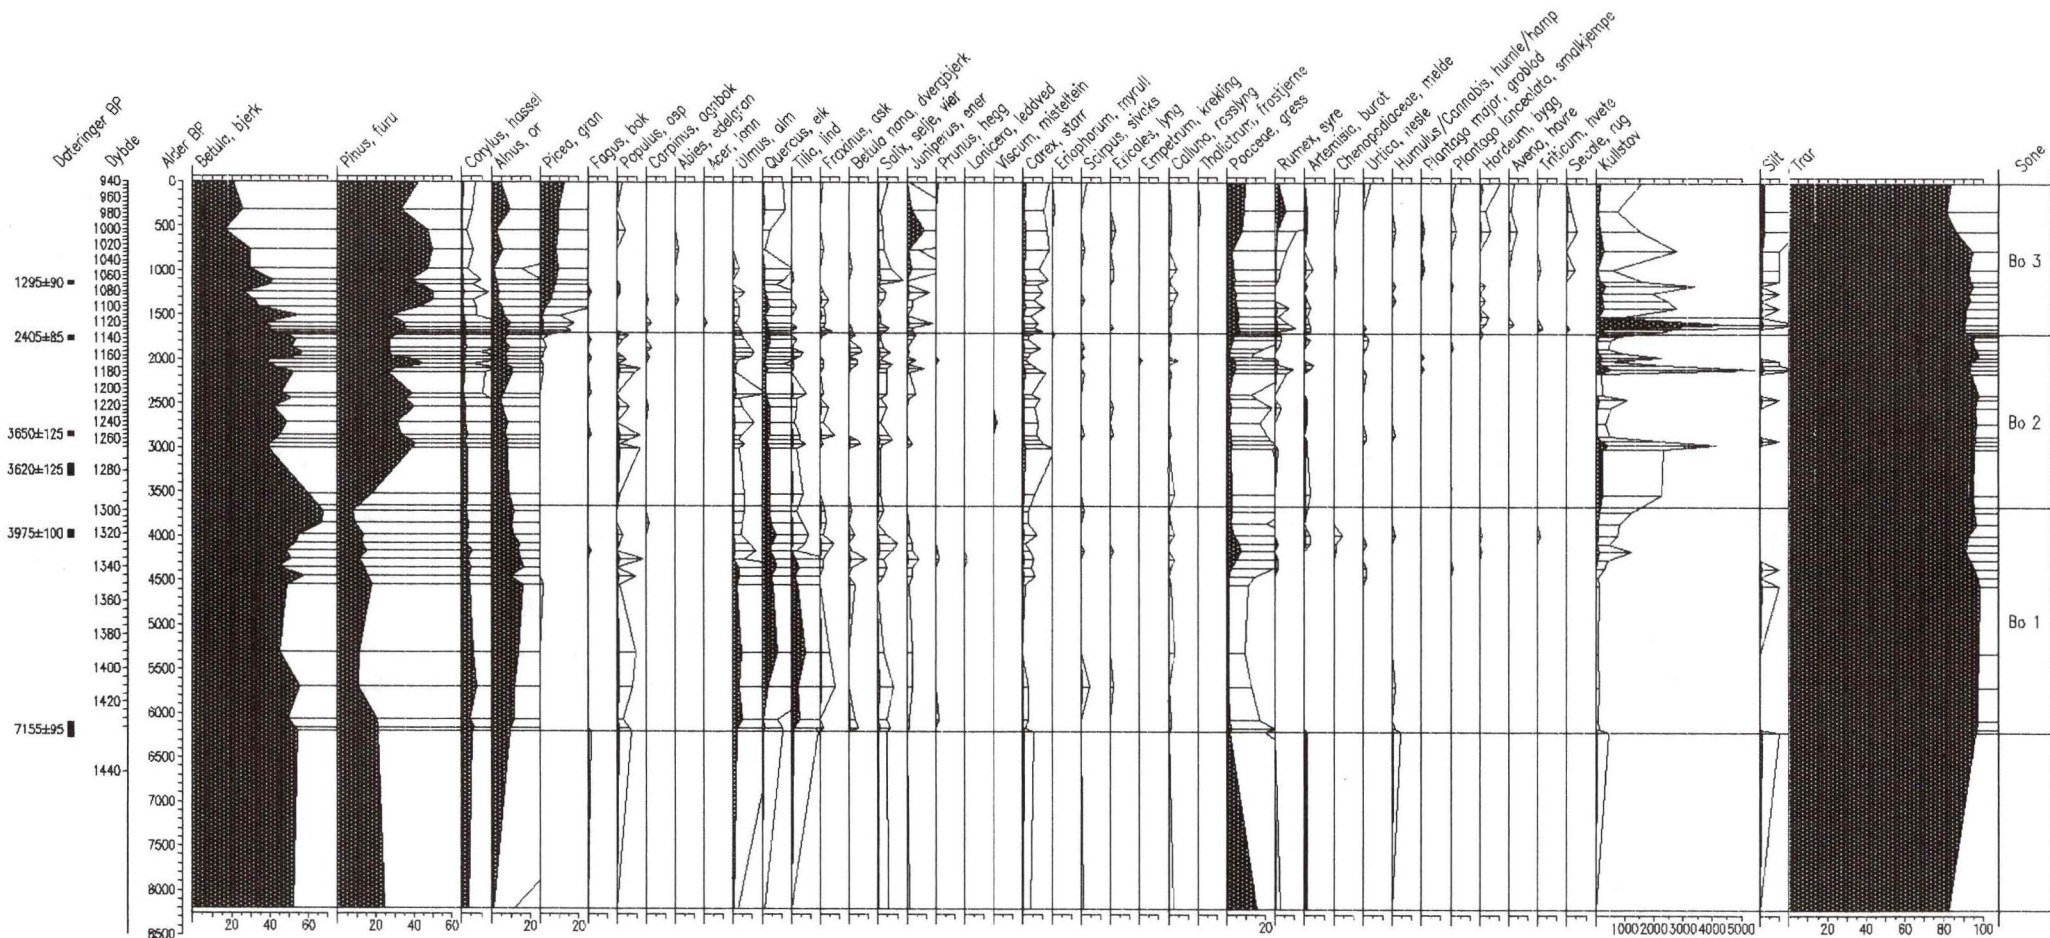 Dateringer BP
Dybde
Alder BP
Betula, bjerk
Pinus, furu
Corylus, hassel
Alnus, or
Picea, gran
Fagus, bøk
Populus, osp
Carpinus, agnbøk
Abies, edelgran
Acer, lønn
Ulmus, alm
Quercus, eik
Tilia, lind
Fraxinus, ask
Betula nana, dvergbjerk
Salix, selje, vier
Juniperus, ener
Prunus, hegg
Lonicera, leddved
Viscum, misteltein
Carex, starr
Eriophorum, myrull
Scirpus, sivaks
Ericales, lyng
Empetrum, krekling
Calluna, røsslyng
Thalictrum, frøstjerne
Poaceae, gress
Rumex, syre
Artemisia, burot
Chenopodiaceae, melde
Urtica, nesle
Humulus/Cannabis, humle/hamp
Plantago major, groblad
Plantago lanceolata, smalkjempe
Hordeum, bygg
Avena, havre
Triticum, hvete
Secale, rug
Kullstøv
Silt
Trær
Sone
1295±90
2405±85
3650±125
3620±125
3975±100
7155±95
940
960
980
1000
1020
1040
1060
1080
1100
1120
1140
1160
1180
1200
1220
1240
1260
1280
1300
1320
1340
1360
1380
1400
1420
1440
0
500
1000
1500
2000
2500
3000
3500
4000
4500
5000
5500
6000
6500
7000
7500
8000
8500
Bo 3
Bo 2
Bo 1
20 40 60 20 40 60 20 20 20 1000 2000 3000 4000 5000 20 40 60 80 100